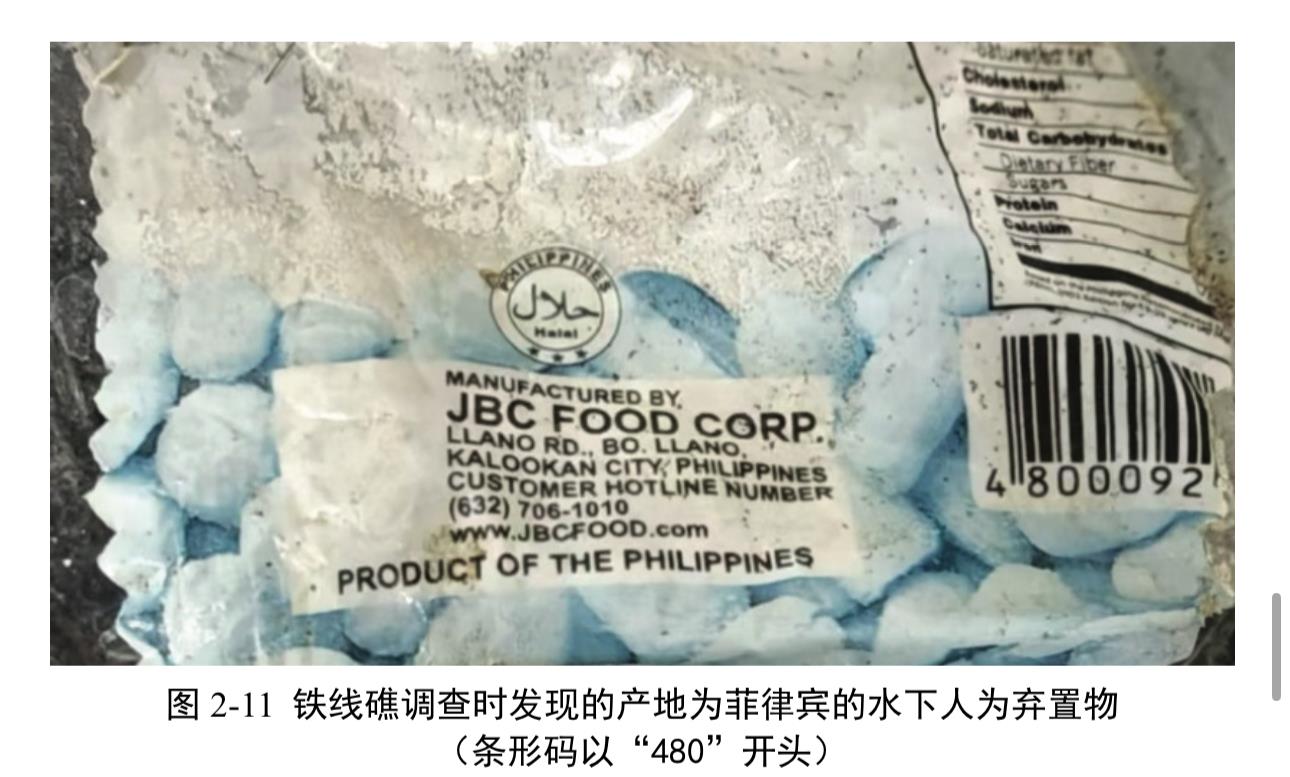 saturated fat
Cholesterol
Sodium
Total Carbohydrates
Dietary Fiber
Sugars
Protein
Calcium
Iron
PHILIPPINES
حلال
Halal
MANUFACTURED BY
JBC FOOD CORP.
LLANO RD., BO. LLANO,
KALOOKAN CITY, PHILIPPINES
CUSTOMER HOTLINE NUMBER
(632) 706-1010
www.JBCFOOD.com
PRODUCT OF THE PHILIPPINES
4 800092
图 2-11 铁线礁调查时发现的产地为菲律宾的水下人为弃置物
（条形码以“480”开头）